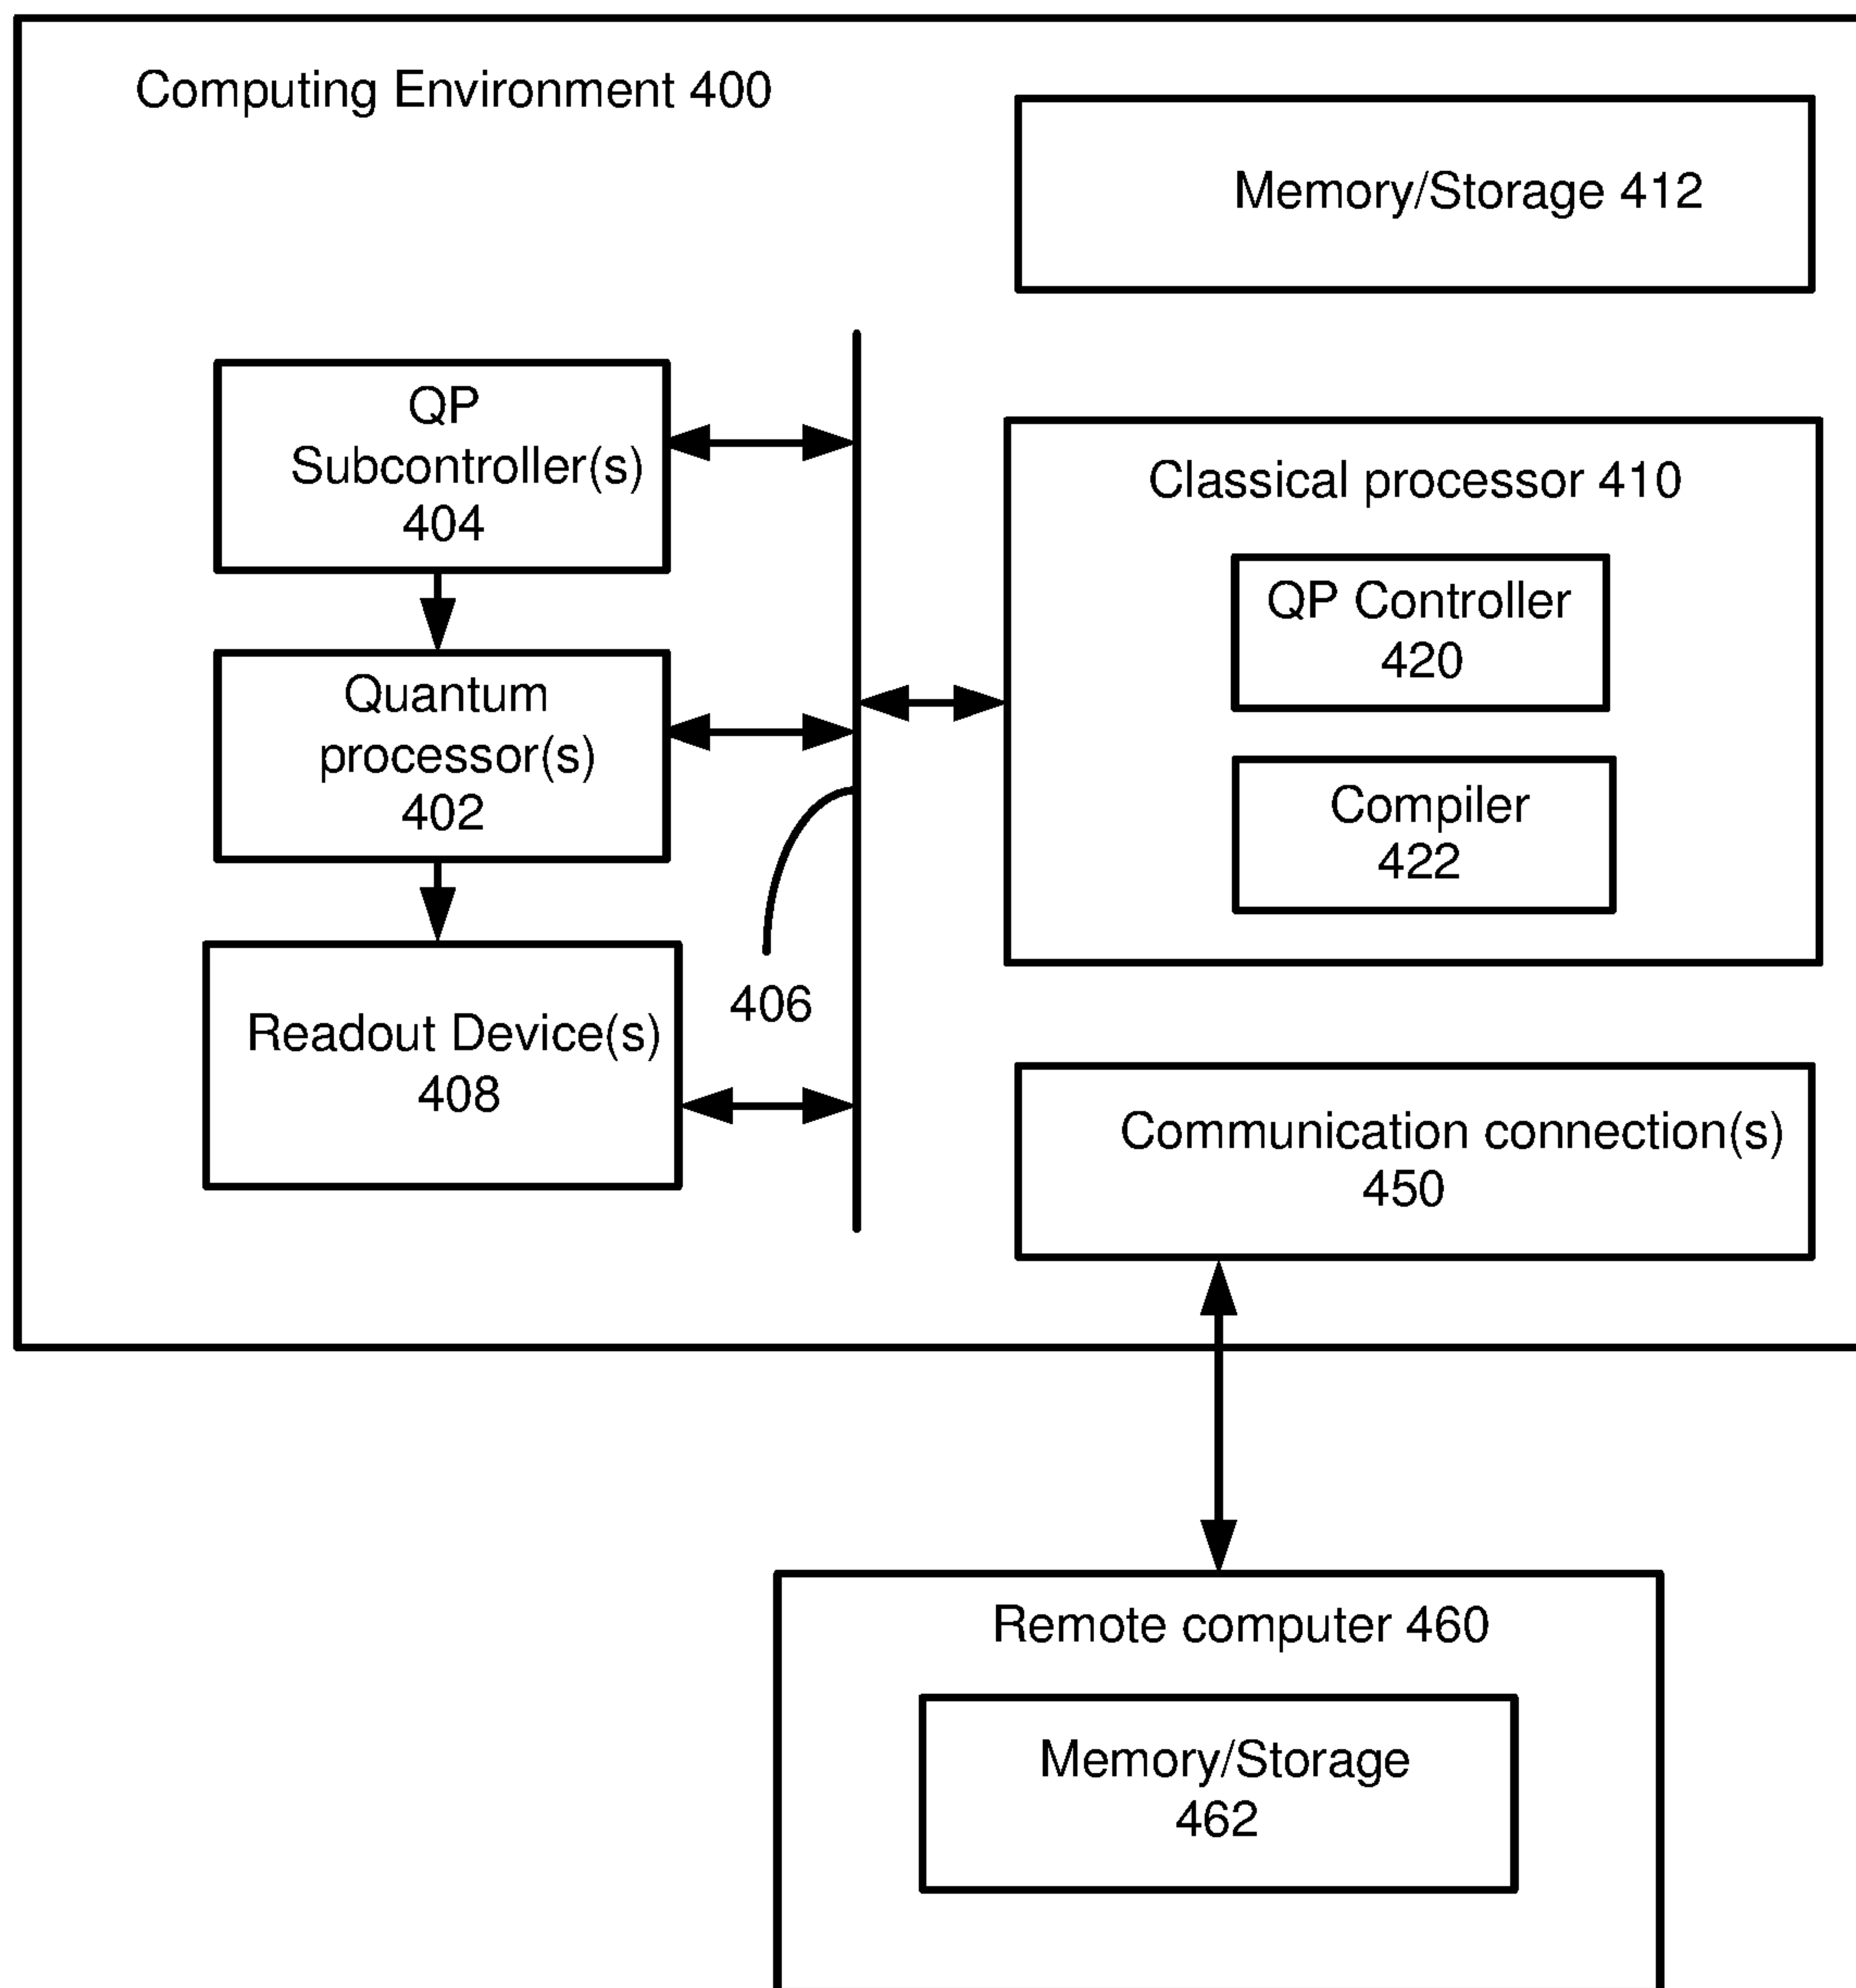 Computing Environment 400
Memory/Storage 412
QP
Subcontroller(s)
404
Classical processor 410
QP Controller
420
Quantum
processor(s)
402
Compiler
422
406
Readout Device(s)
408
Communication connection(s)
450
Remote computer 460
Memory/Storage
462